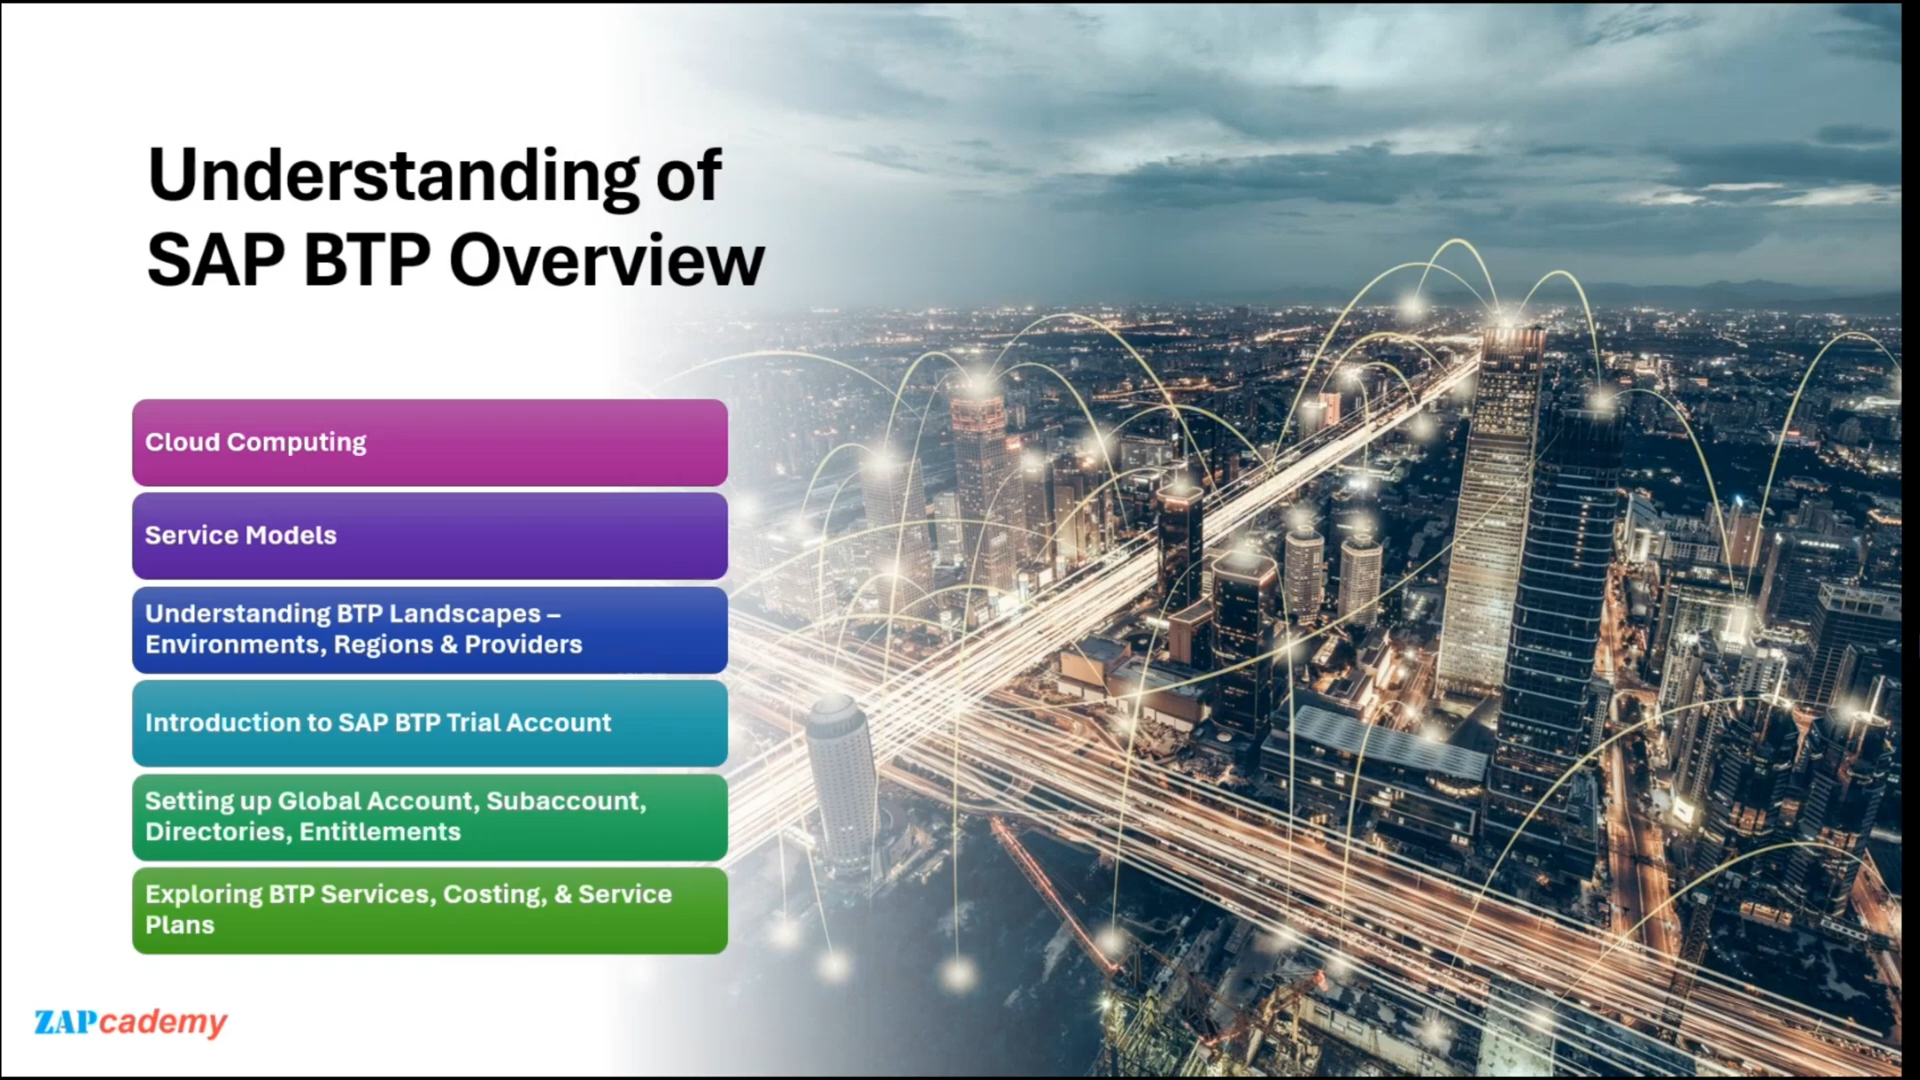 Understanding of
SAP BTP Overview
Cloud Computing
Service Models
Understanding BTP Landscapes –
Environments, Regions & Providers
Introduction to SAP BTP Trial Account
Setting up Global Account, Subaccount,
Directories, Entitlements
Exploring BTP Services, Costing, & Service
Plans
ZAPcademy